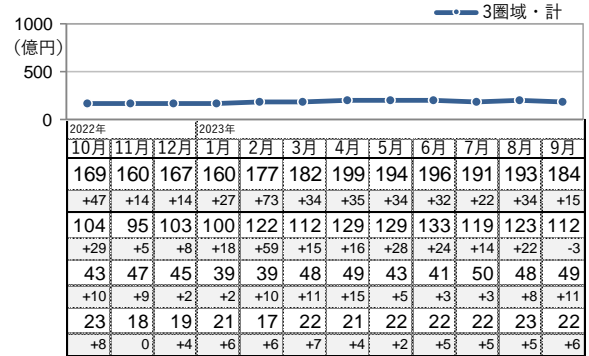 3圏域・計
1000
(億円)
500
0
2022年 2023年
10月 11月 12月 1月 2月 3月 4月 5月 6月 7月 8月 9月
169 160 167 160 177 182 199 194 196 191 193 184
+47 +14 +14 +27 +73 +34 +35 +34 +32 +22 +34 +15
104 95 103 100 122 112 129 129 133 119 123 112
+29 +5 +8 +18 +59 +15 +16 +28 +24 +14 +22 -3
43 47 45 39 39 48 49 43 41 50 48 49
+10 +9 +2 +2 +10 +11 +15 +5 +3 +3 +8 +11
23 18 19 21 17 22 21 22 22 22 23 22
+8 0 +4 +6 +6 +7 +4 +2 +5 +5 +5 +6